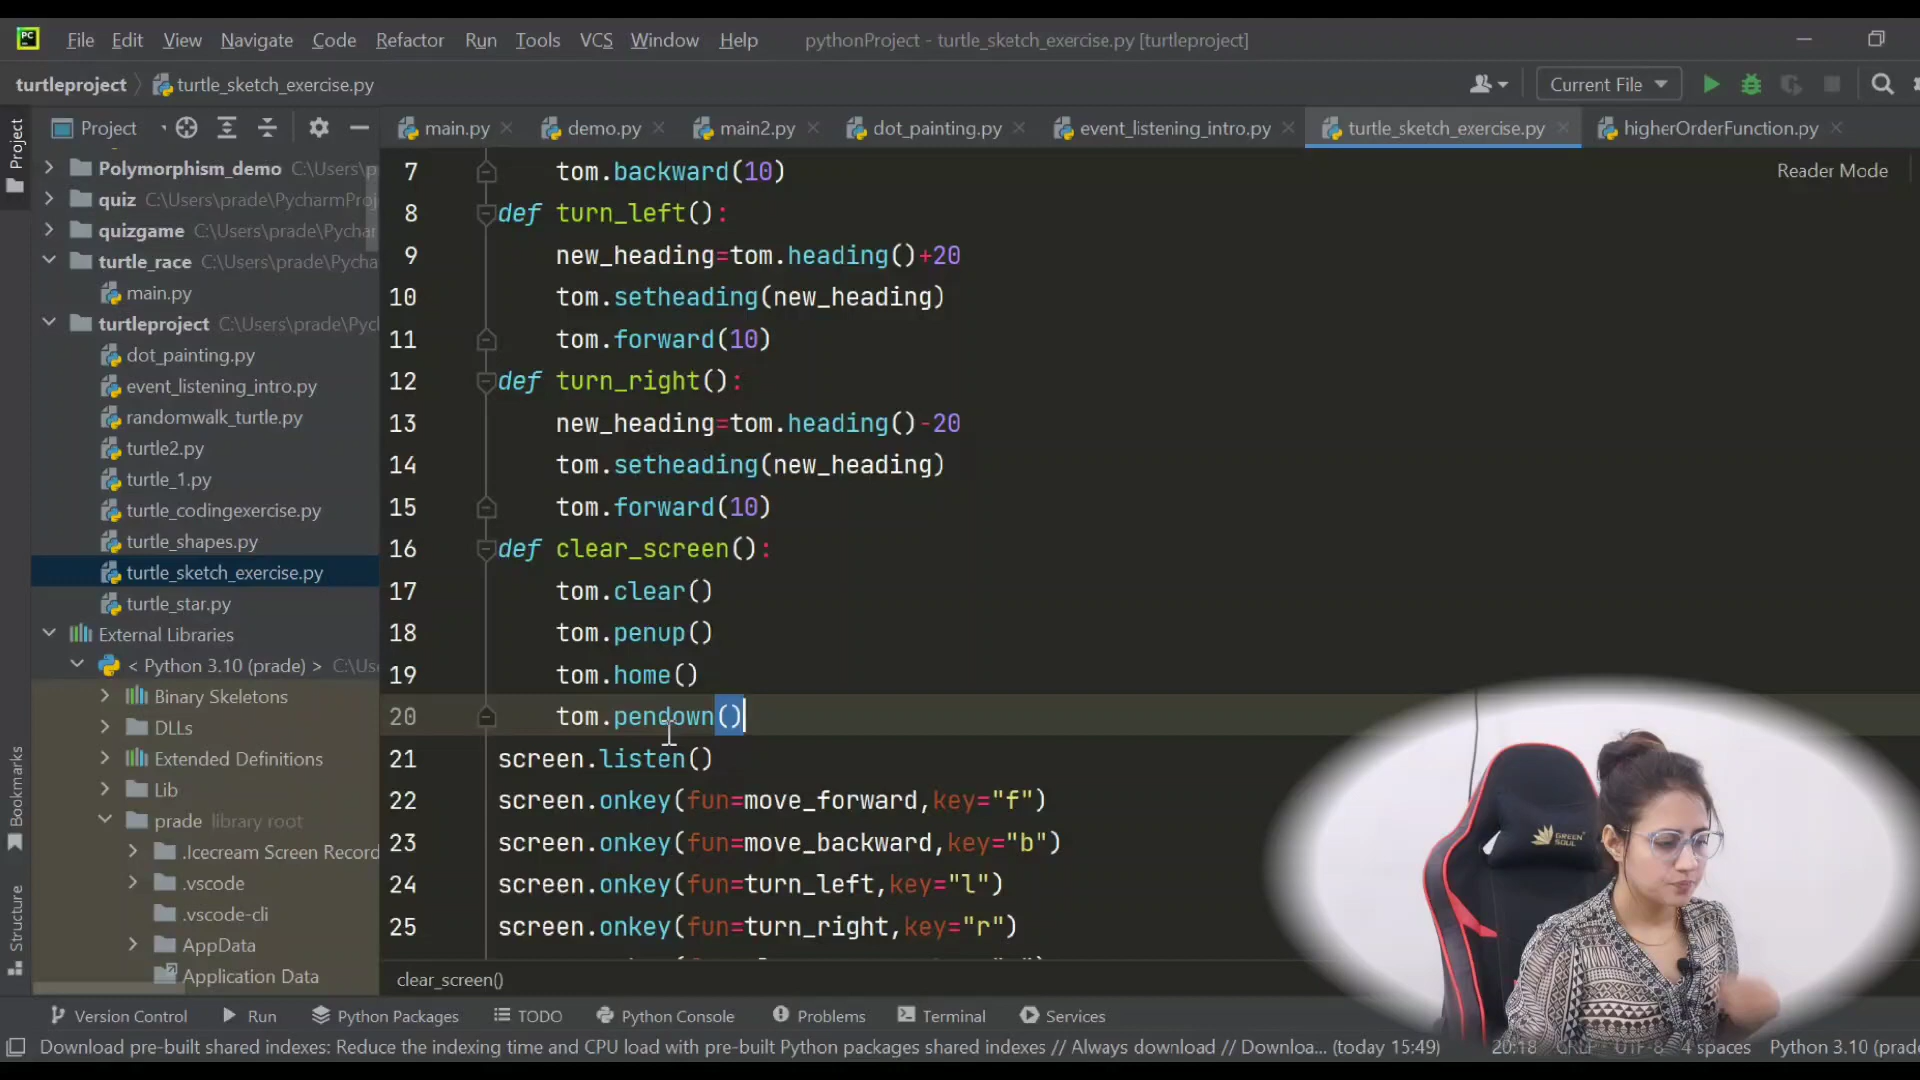 PC File Edit View Navigate Code Refactor Run Tools VCS Window Help pythonProject - turtle_sketch_exercise.py [turtleproject]
turtleproject turtle_sketch_exercise.py Current File
Project main.py demo.py main2.py dot_painting.py event_listening_intro.py turtle_sketch_exercise.py higherOrderFunction.py
Project
Reader Mode
Polymorphism_demo C:\Users\p
quiz C:\Users\prade\PycharmProj
quizgame C:\Users\prade\Pychar
turtle_race C:\Users\prade\Pycha
main.py
turtleproject C:\Users\prade\Pycl
dot_painting.py
event_listening_intro.py
randomwalk_turtle.py
turtle2.py
turtle_1.py
turtle_codingexercise.py
turtle_shapes.py
turtle_sketch_exercise.py
turtle_star.py
External Libraries
< Python 3.10 (prade) > C:\Use
Binary Skeletons
DLLs
Extended Definitions
Lib
prade library root
.Icecream Screen Record
.vscode
.vscode-cli
AppData
Application Data
7 tom.backward(10)
8 def turn_left():
9 new_heading=tom.heading()+20
10 tom.setheading(new_heading)
11 tom.forward(10)
12 def turn_right():
13 new_heading=tom.heading()-20
14 tom.setheading(new_heading)
15 tom.forward(10)
16 def clear_screen():
17 tom.clear()
18 tom.penup()
19 tom.home()
20 tom.pendown()
21 screen.listen()
22 screen.onkey(fun=move_forward,key="f")
23 screen.onkey(fun=move_backward,key="b")
24 screen.onkey(fun=turn_left,key="l")
25 screen.onkey(fun=turn_right,key="r")
clear_screen()
Bookmarks
Structure
GREEN SOUL
Version Control Run Python Packages TODO Python Console Problems Terminal Services
Download pre-built shared indexes: Reduce the indexing time and CPU load with pre-built Python packages shared indexes // Always download // Downloa... (today 15:49) 20:18 CRLF UTF-8 4 spaces Python 3.10 (prade